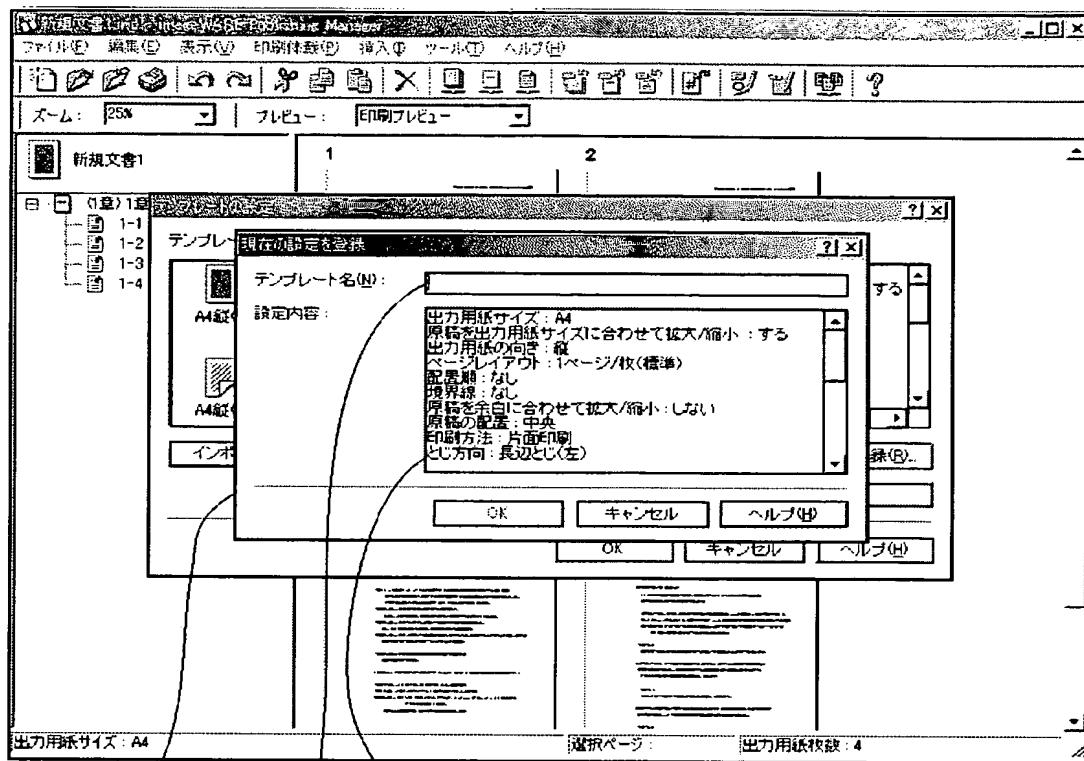 ファイル(F) 編集(E) 表示(V) 印刷体裁(P) 挿入(I) ツール(T) ヘルプ(H)
ズーム: 25% プレビュー: 印刷プレビュー
新規文書1
1 2
(1章)1章
1-1
1-2
1-3
1-4
現在の設定を登録
テンプレート名(N):
設定内容:
出力用紙サイズ:A4
原稿を出力用紙サイズに合わせて拡大/縮小:する
出力用紙の向き:縦
ページレイアウト:1ページ/枚(標準)
配置順:なし
境界線:なし
原稿を余白に合わせて拡大/縮小:しない
原稿の配置:中央
印刷方法:片面印刷
とじ方向:長辺とじ(左)
OK キャンセル ヘルプ(H)
テンプレー
する
A4縦
A4縦
インポ
録(R)...
OK キャンセル ヘルプ(H)
出力用紙サイズ:A4 選択ページ: 出力用紙枚数:4